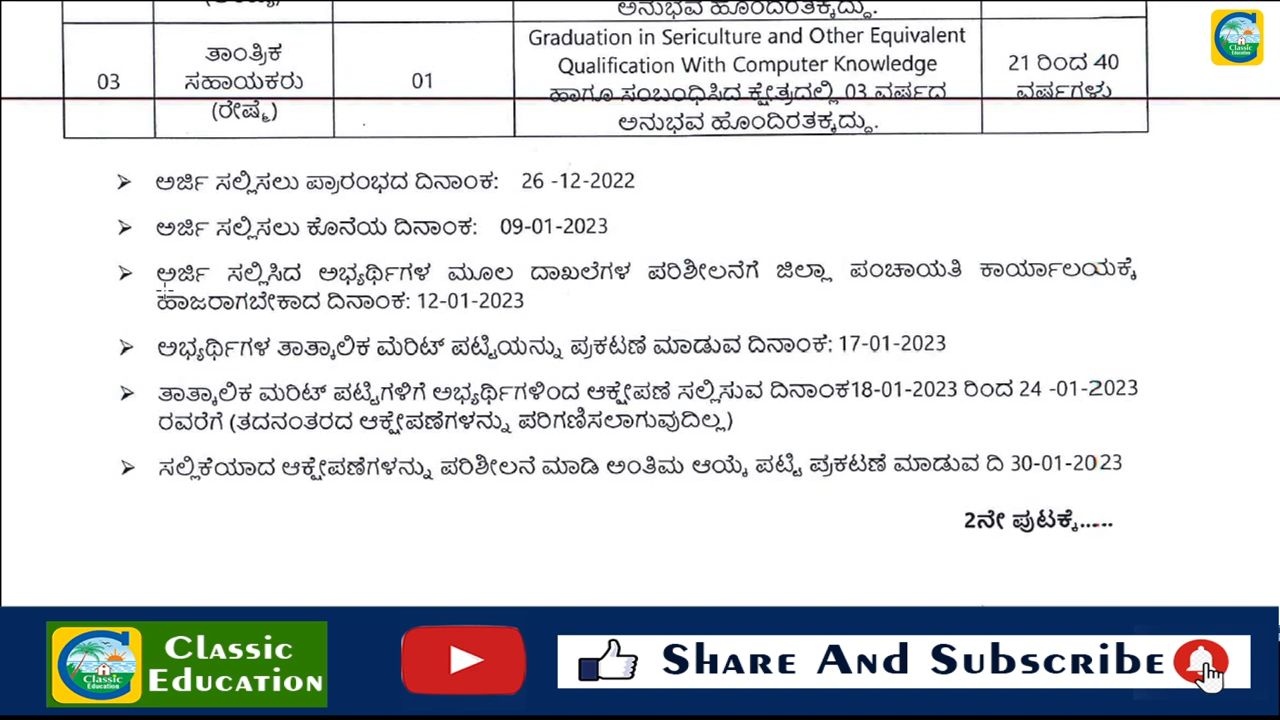 ಅನುಭವ ಹೊಂದಿರತಕ್ಕದ್ದು.
Classic
Education
03
ತಾಂತ್ರಿಕ
ಸಹಾಯಕರು
(ರೇಷ್ಮೆ)
01
Graduation in Sericulture and Other Equivalent
Qualification With Computer Knowledge
ಹಾಗೂ ಸಂಬಂಧಿಸಿದ ಕ್ಷೇತ್ರದಲ್ಲಿ 03 ವರ್ಷದ
ಅನುಭವ ಹೊಂದಿರತಕ್ಕದ್ದು.
21 ರಿಂದ 40
ವರ್ಷಗಳು
➢ ಅರ್ಜಿ ಸಲ್ಲಿಸಲು ಪ್ರಾರಂಭದ ದಿನಾಂಕ: 26 -12-2022
➢ ಅರ್ಜಿ ಸಲ್ಲಿಸಲು ಕೊನೆಯ ದಿನಾಂಕ: 09-01-2023
➢ ಅರ್ಜಿ ಸಲ್ಲಿಸಿದ ಅಭ್ಯರ್ಥಿಗಳ ಮೂಲ ದಾಖಲೆಗಳ ಪರಿಶೀಲನೆಗೆ ಜಿಲ್ಲಾ ಪಂಚಾಯತಿ ಕಾರ್ಯಾಲಯಕ್ಕೆ
ಹಾಜರಾಗಬೇಕಾದ ದಿನಾಂಕ: 12-01-2023
➢ ಅಭ್ಯರ್ಥಿಗಳ ತಾತ್ಕಾಲಿಕ ಮೆರಿಟ್ ಪಟ್ಟಿಯನ್ನು ಪ್ರಕಟಣೆ ಮಾಡುವ ದಿನಾಂಕ: 17-01-2023
➢ ತಾತ್ಕಾಲಿಕ ಮರಿಟ್ ಪಟ್ಟಿಗಳಿಗೆ ಅಭ್ಯರ್ಥಿಗಳಿಂದ ಆಕ್ಷೇಪಣೆ ಸಲ್ಲಿಸುವ ದಿನಾಂಕ18-01-2023 ರಿಂದ 24 -01-2023
ರವರೆಗೆ (ತದನಂತರದ ಆಕ್ಷೇಪಣೆಗಳನ್ನು ಪರಿಗಣಿಸಲಾಗುವುದಿಲ್ಲ)
➢ ಸಲ್ಲಿಕೆಯಾದ ಆಕ್ಷೇಪಣೆಗಳನ್ನು ಪರಿಶೀಲನೆ ಮಾಡಿ ಅಂತಿಮ ಆಯ್ಕೆ ಪಟ್ಟಿ ಪ್ರಕಟಣೆ ಮಾಡುವ ದಿ 30-01-2023
2ನೇ ಪುಟಕ್ಕೆ.....
Classic
Education
Classic
Education
Share And Subscribe